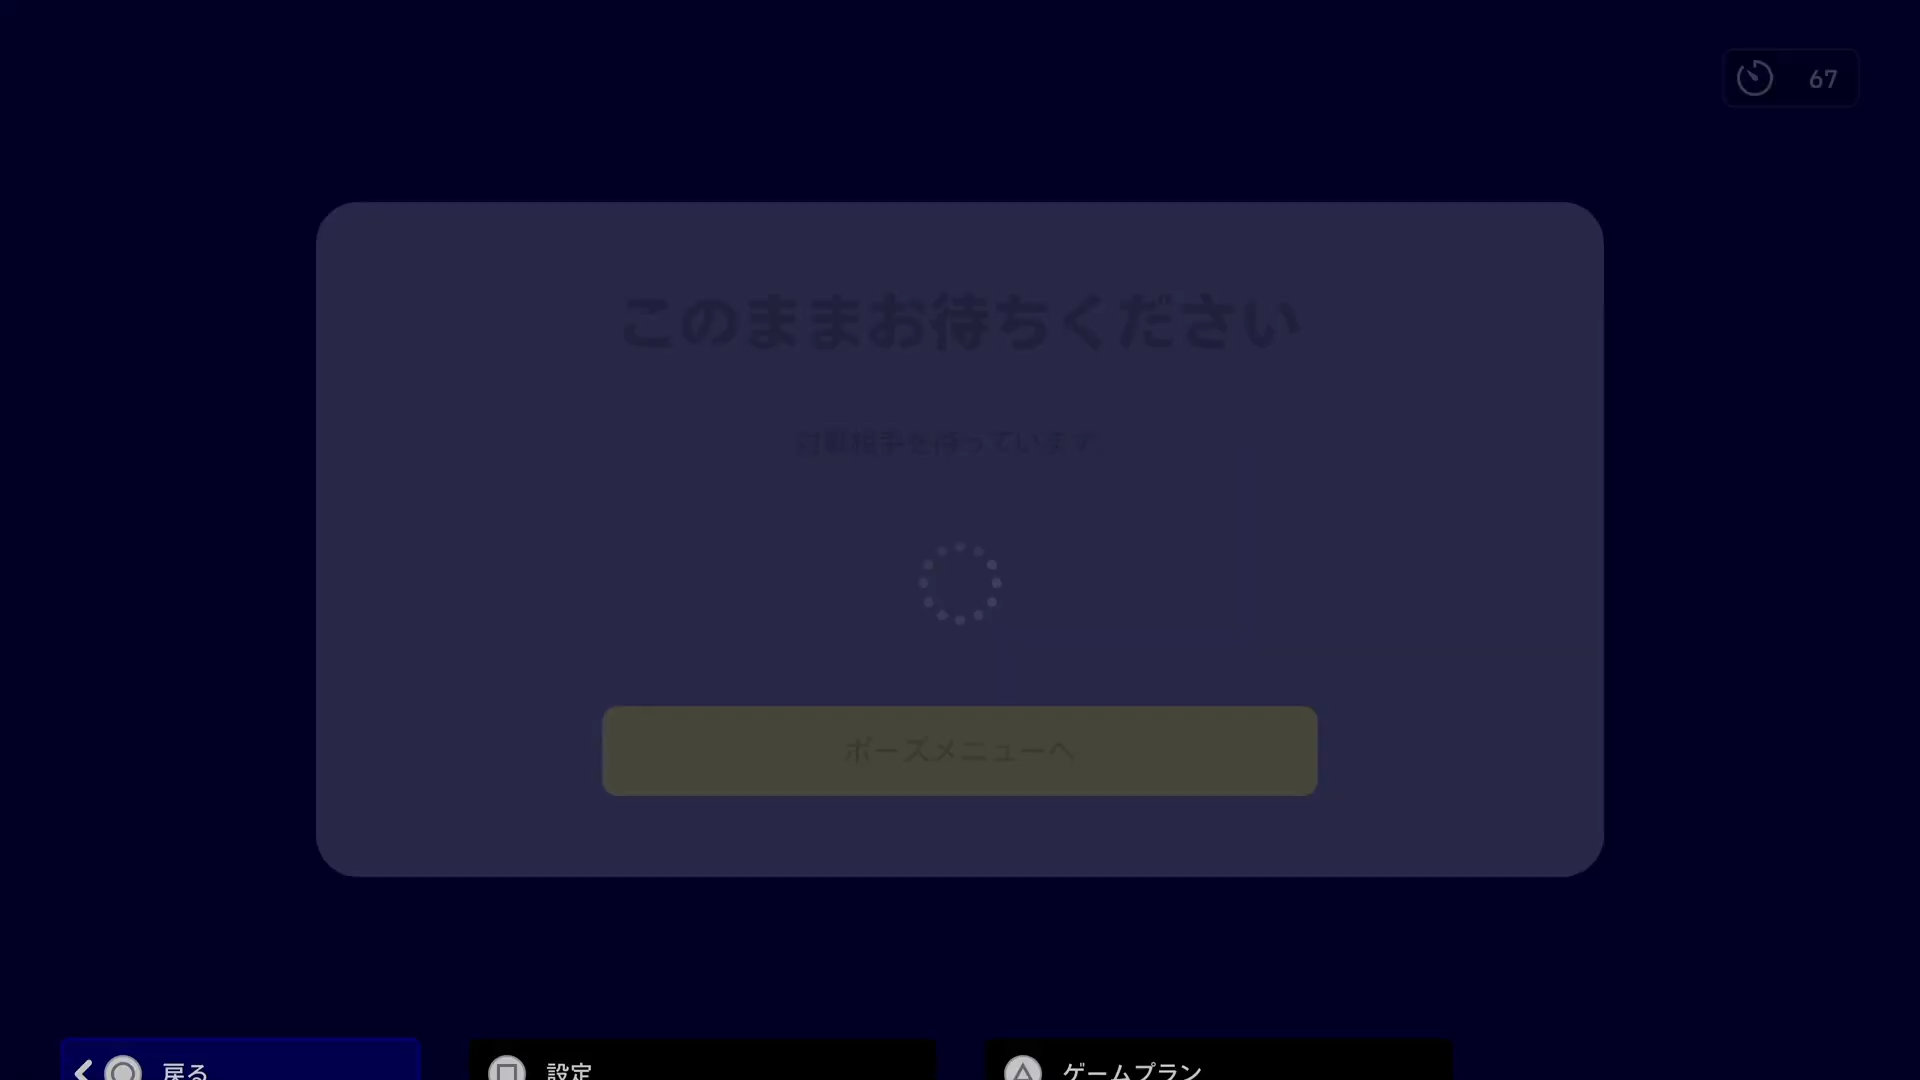 67
このままお待ちください
対戦相手を待っています
ポーズメニューへ
戻る
設定
ゲームプラン